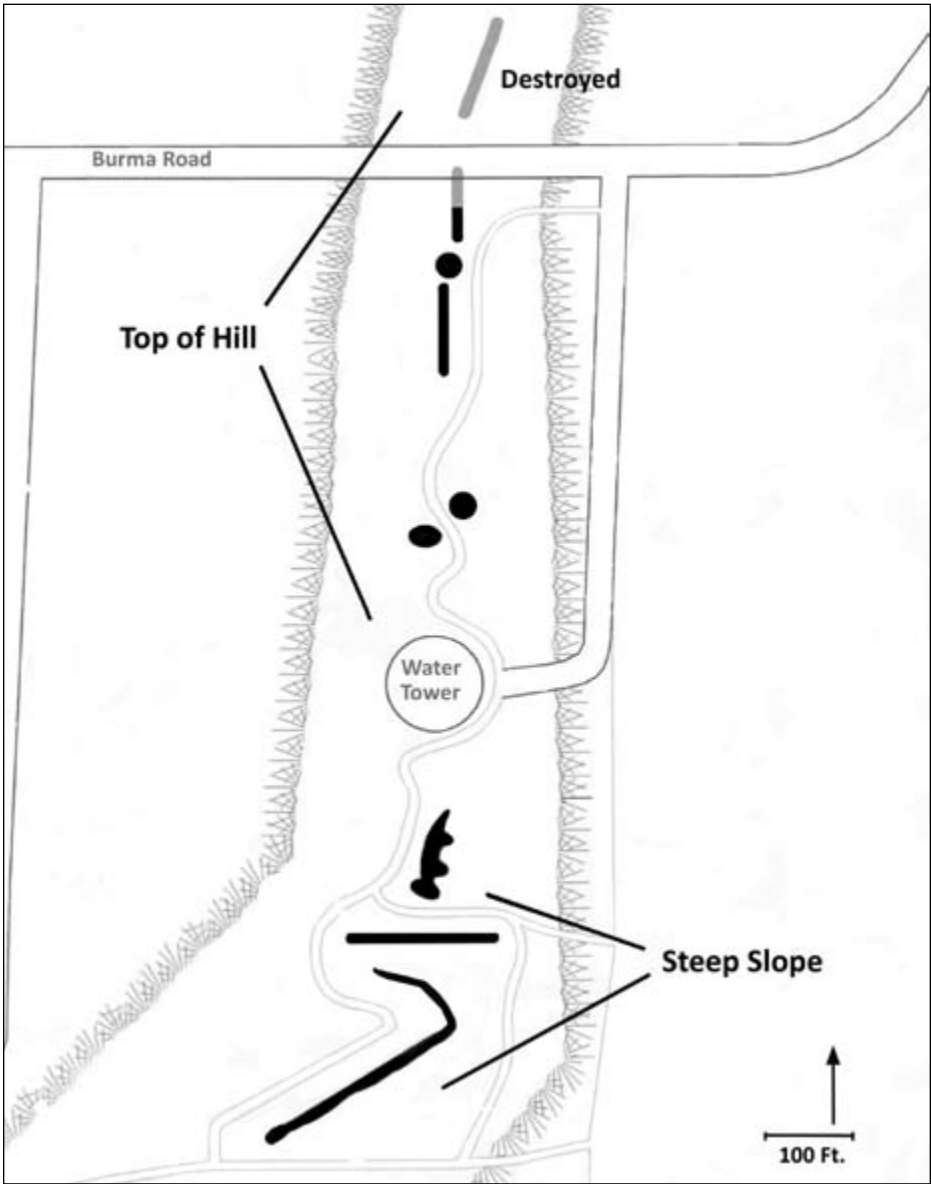 Destroyed
Burma Road
Top of Hill
Water
Tower
Steep Slope
100 Ft.